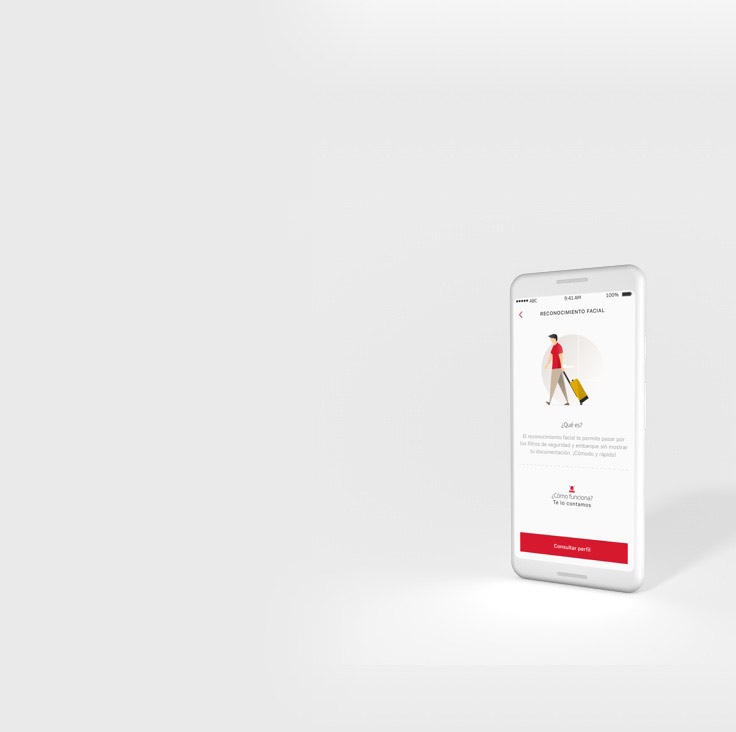 ABC 9:41 AM 100%
RECONOCIMIENTO FACIAL
¿Qué es?
El reconocimiento facial te permite pasar por
los filtros de seguridad y embarque sin mostrar
tu documentación. ¡Cómodo y rápido!
¿Cómo funciona?
Te lo contamos
Consultar perfil